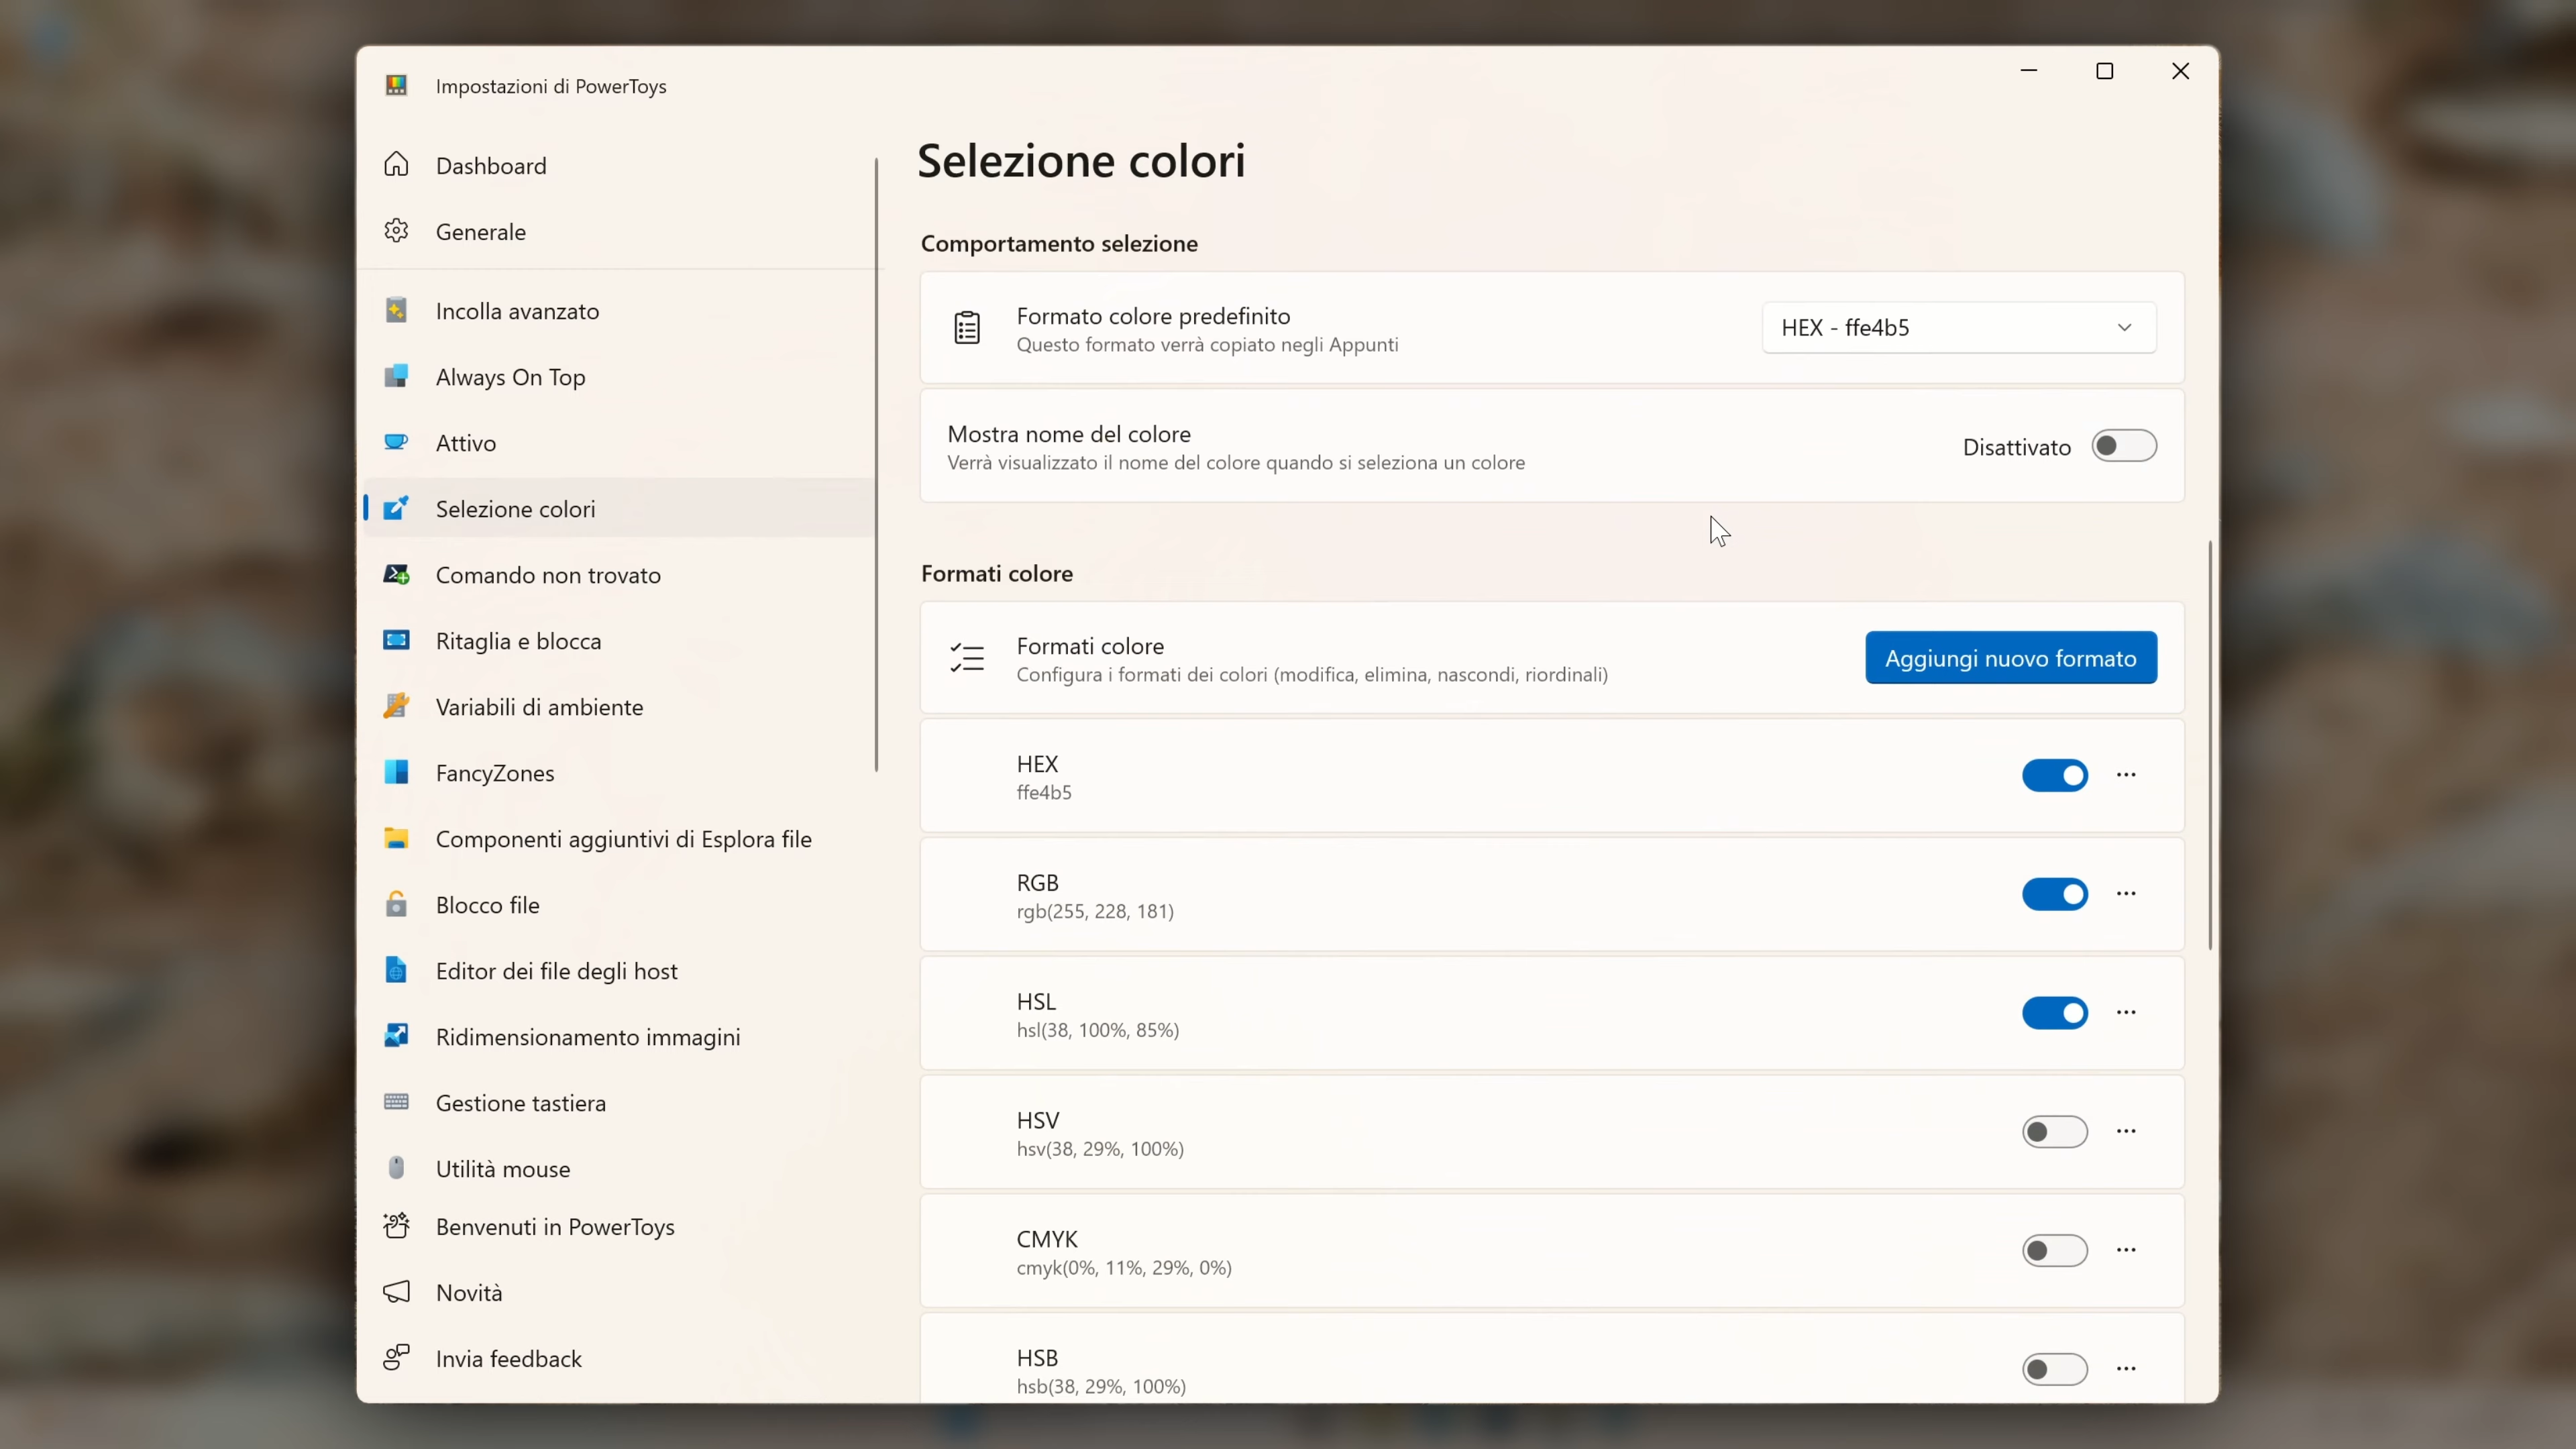 Impostazioni di PowerToys
Dashboard
Generale
Incolla avanzato
Always On Top
Attivo
Selezione colori
Comando non trovato
Ritaglia e blocca
Variabili di ambiente
FancyZones
Componenti aggiuntivi di Esplora file
Blocco file
Editor dei file degli host
Ridimensionamento immagini
Gestione tastiera
Utilità mouse
Benvenuti in PowerToys
Novità
Invia feedback
Selezione colori
Comportamento selezione
Formato colore predefinito
Questo formato verrà copiato negli Appunti
HEX - ffe4b5
Mostra nome del colore
Verrà visualizzato il nome del colore quando si seleziona un colore
Disattivato
Formati colore
Formati colore
Configura i formati dei colori (modifica, elimina, nascondi, riordinali)
Aggiungi nuovo formato
HEX
ffe4b5
RGB
rgb(255, 228, 181)
HSL
hsl(38, 100%, 85%)
HSV
hsv(38, 29%, 100%)
CMYK
cmyk(0%, 11%, 29%, 0%)
HSB
hsb(38, 29%, 100%)